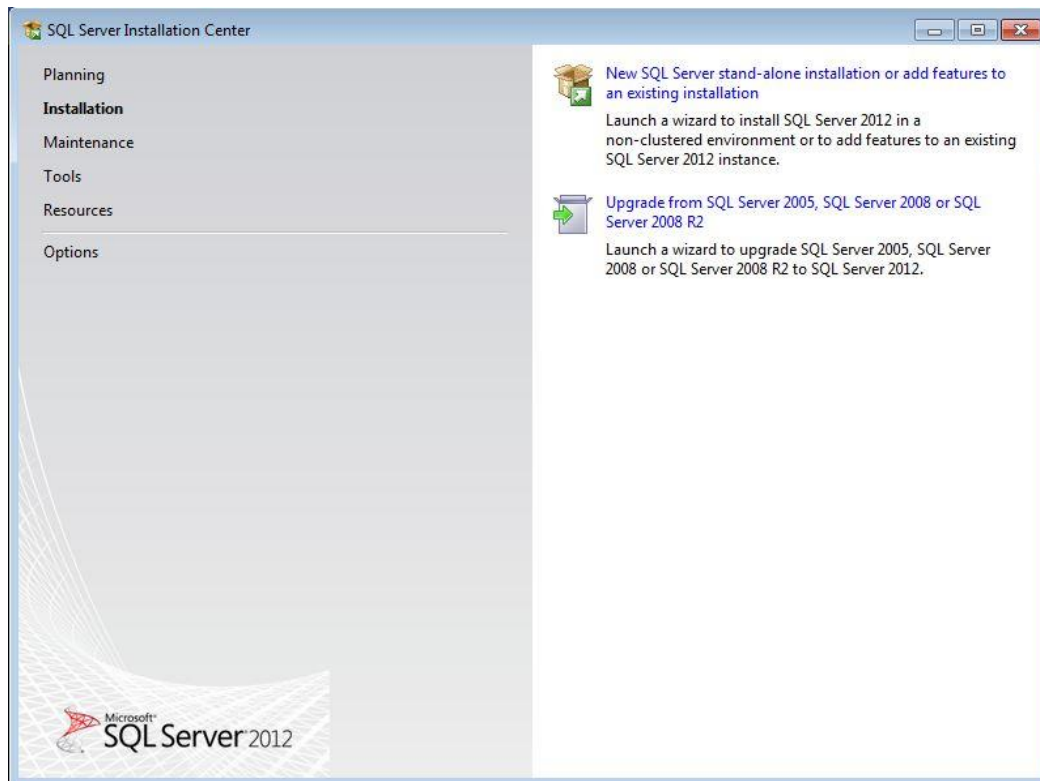 SQL Server Installation Center
Planning
Installation
Maintenance
Tools
Resources
Options
New SQL Server stand-alone installation or add features to
an existing installation
Launch a wizard to install SQL Server 2012 in a
non-clustered environment or to add features to an existing
SQL Server 2012 instance.
Upgrade from SQL Server 2005, SQL Server 2008 or SQL
Server 2008 R2
Launch a wizard to upgrade SQL Server 2005, SQL Server
2008 or SQL Server 2008 R2 to SQL Server 2012.
Microsoft®
SQL Server 2012